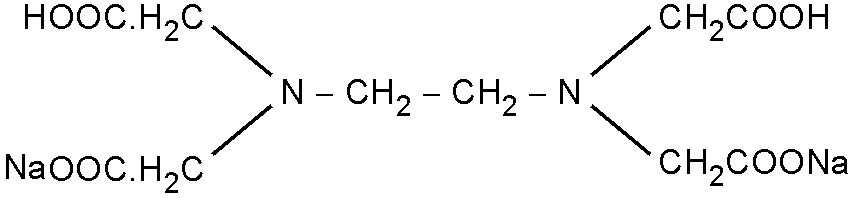 HOOC.H₂C CH₂COOH
N – CH₂ – CH₂ – N
NaOOC.H₂C CH₂COONa